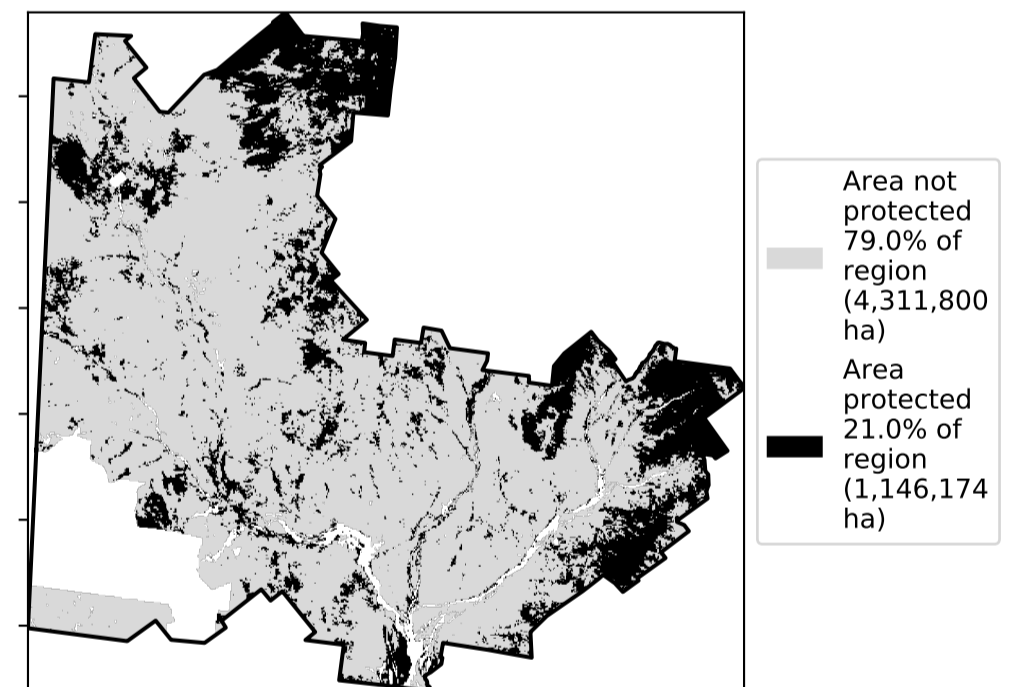 Area not
protected
79.0% of
region
(4,311,800
ha)
Area
protected
21.0% of
region
(1,146,174
ha)